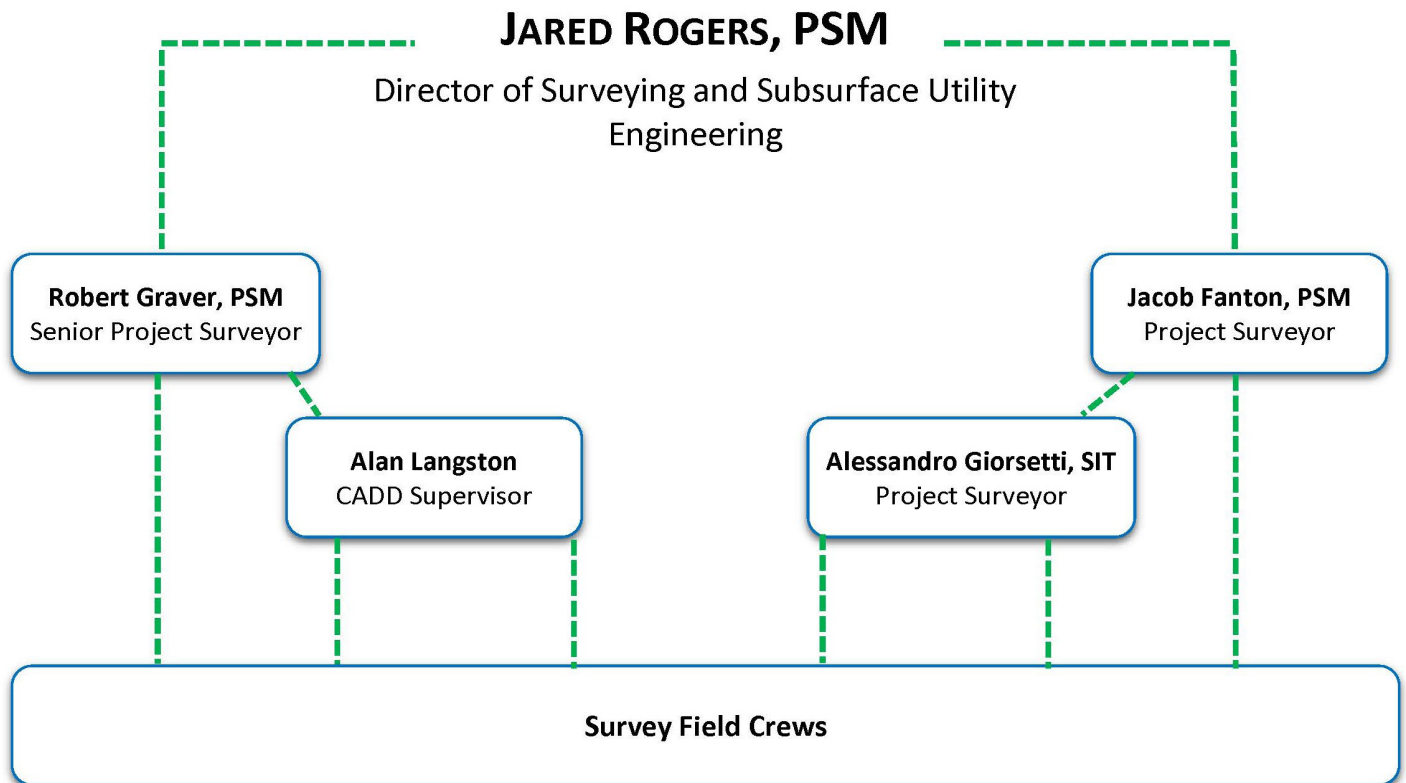 JARED ROGERS, PSM
Director of Surveying and Subsurface Utility
Engineering
Robert Graver, PSM
Senior Project Surveyor
Jacob Fanton, PSM
Project Surveyor
Alan Langston
CADD Supervisor
Alessandro Giorsetti, SIT
Project Surveyor
Survey Field Crews